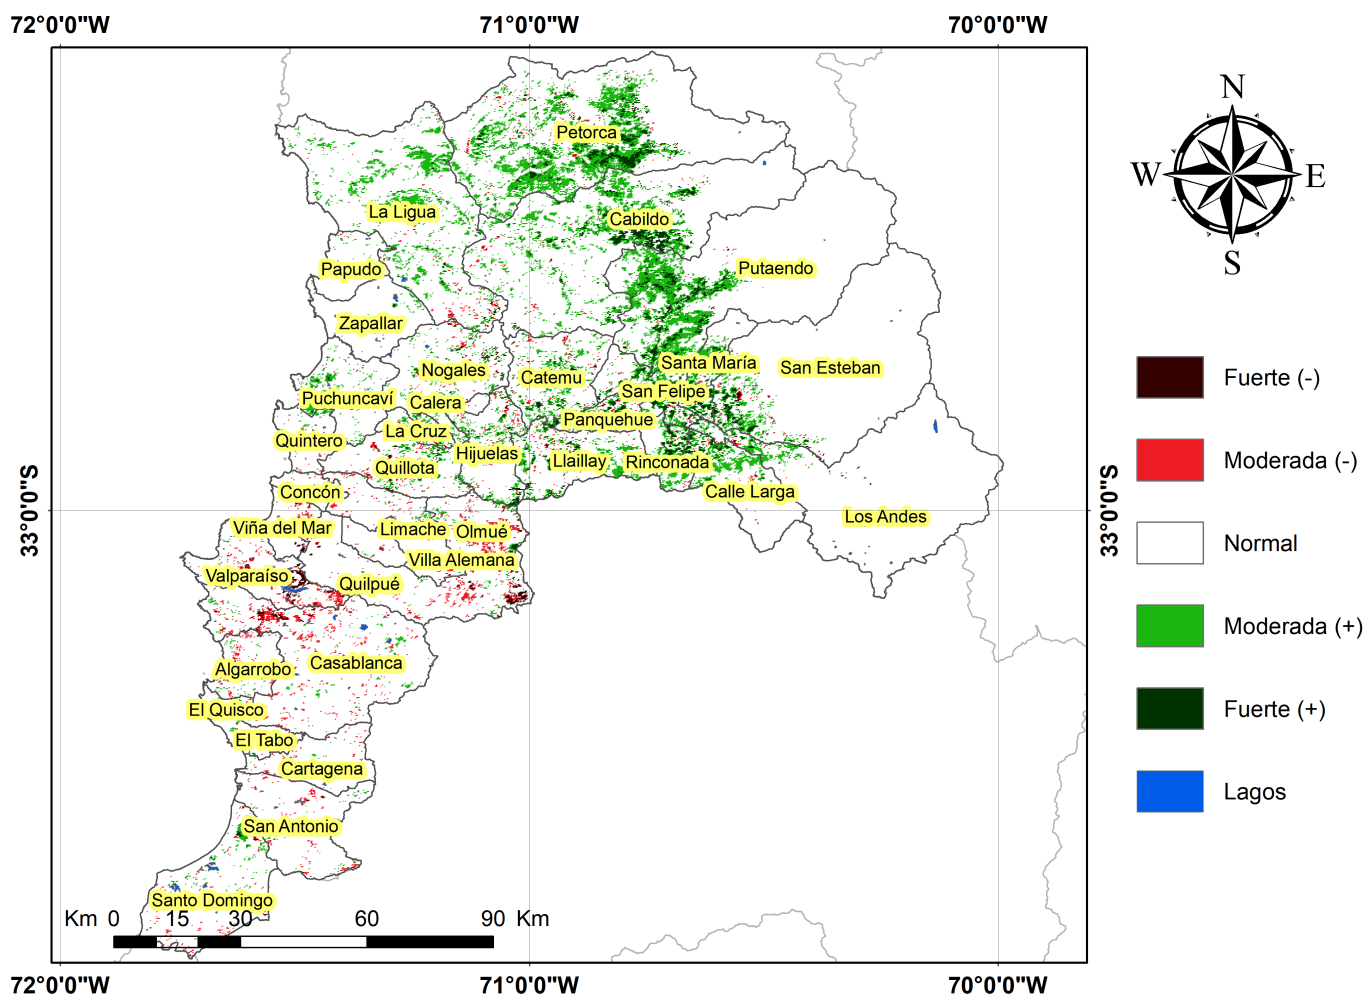 72°0'0"W
71°0'0"W
70°0'0"W
N
W
E
S
33°0'0"S
33°0'0"S
Petorca
La Ligua
Cabildo
Papudo
Putaendo
Zapallar
Nogales
Catemu
Santa María
San Esteban
Puchuncaví
Calera
San Felipe
Quintero
La Cruz
Panquehue
Quillota
Hijuelas
Llaillay
Rinconada
Concón
Calle Larga
Viña del Mar
Limache
Olmué
Los Andes
Villa Alemana
Valparaíso
Quilpué
Algarrobo
Casablanca
El Quisco
El Tabo
Cartagena
San Antonio
Santo Domingo
Km 0 15 30 60 90 Km
Fuerte (-)
Moderada (-)
Normal
Moderada (+)
Fuerte (+)
Lagos
72°0'0"W
71°0'0"W
70°0'0"W